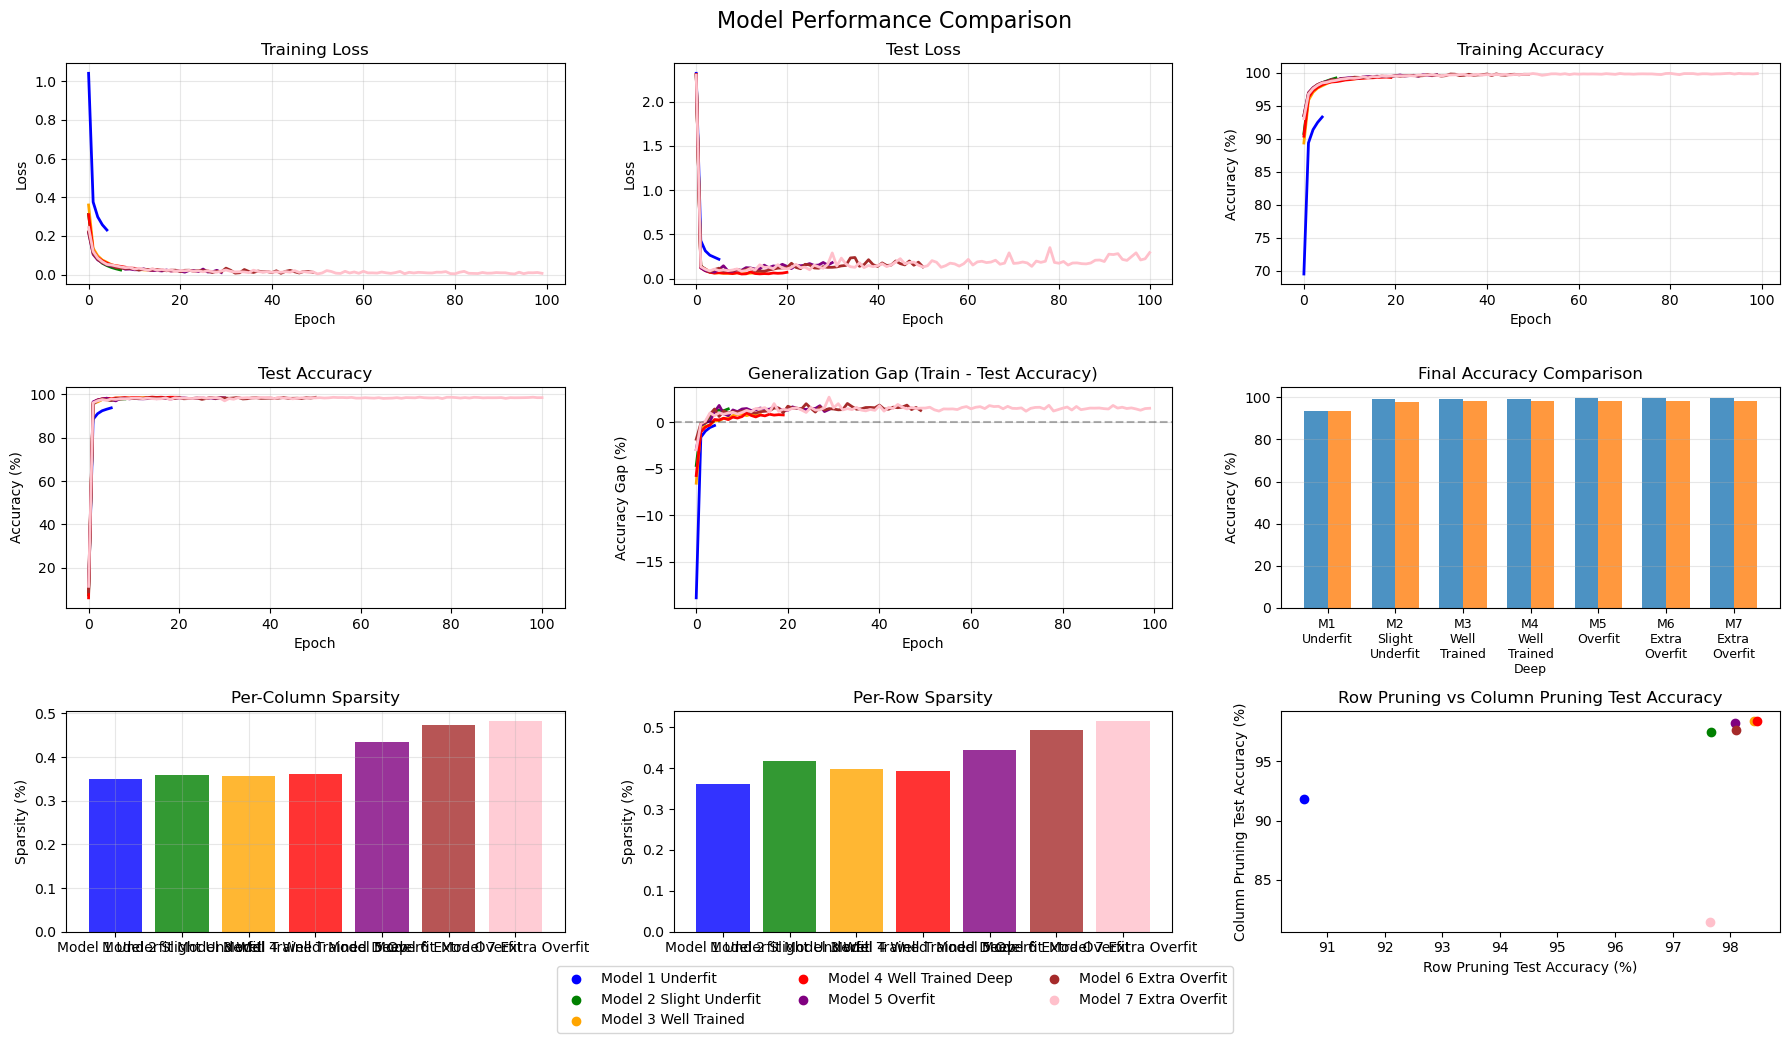 Model Performance Comparison
Training Loss
Test Loss
Training Accuracy
Loss
1.0
0.8
0.6
0.4
0.2
0.0
0 20 40 60 80 100
Epoch
Loss
2.0
1.5
1.0
0.5
0.0
0 20 40 60 80 100
Epoch
Accuracy (%)
100
95
90
85
80
75
70
0 20 40 60 80 100
Epoch
Test Accuracy
Generalization Gap (Train - Test Accuracy)
Final Accuracy Comparison
Accuracy (%)
100
80
60
40
20
0 20 40 60 80 100
Epoch
Accuracy Gap (%)
0
−5
−10
−15
0 20 40 60 80 100
Epoch
Accuracy (%)
100
80
60
40
20
0
M1
Underfit
M2
Slight
Underfit
M3
Well
Trained
M4
Well
Trained
Deep
M5
Overfit
M6
Extra
Overfit
M7
Extra
Overfit
Per-Column Sparsity
Per-Row Sparsity
Row Pruning vs Column Pruning Test Accuracy
Sparsity (%)
0.5
0.4
0.3
0.2
0.1
0.0
Extra Overfit
Sparsity (%)
0.5
0.4
0.3
0.2
0.1
0.0
Extra Overfit
Column Pruning Test Accuracy (%)
95
90
85
91 92 93 94 95 96 97 98
Row Pruning Test Accuracy (%)
Model 1 Underfit
Model 2 Slight Underfit
Model 3 Well Trained
Model 4 Well Trained Deep
Model 5 Overfit
Model 6 Extra Overfit
Model 7 Extra Overfit